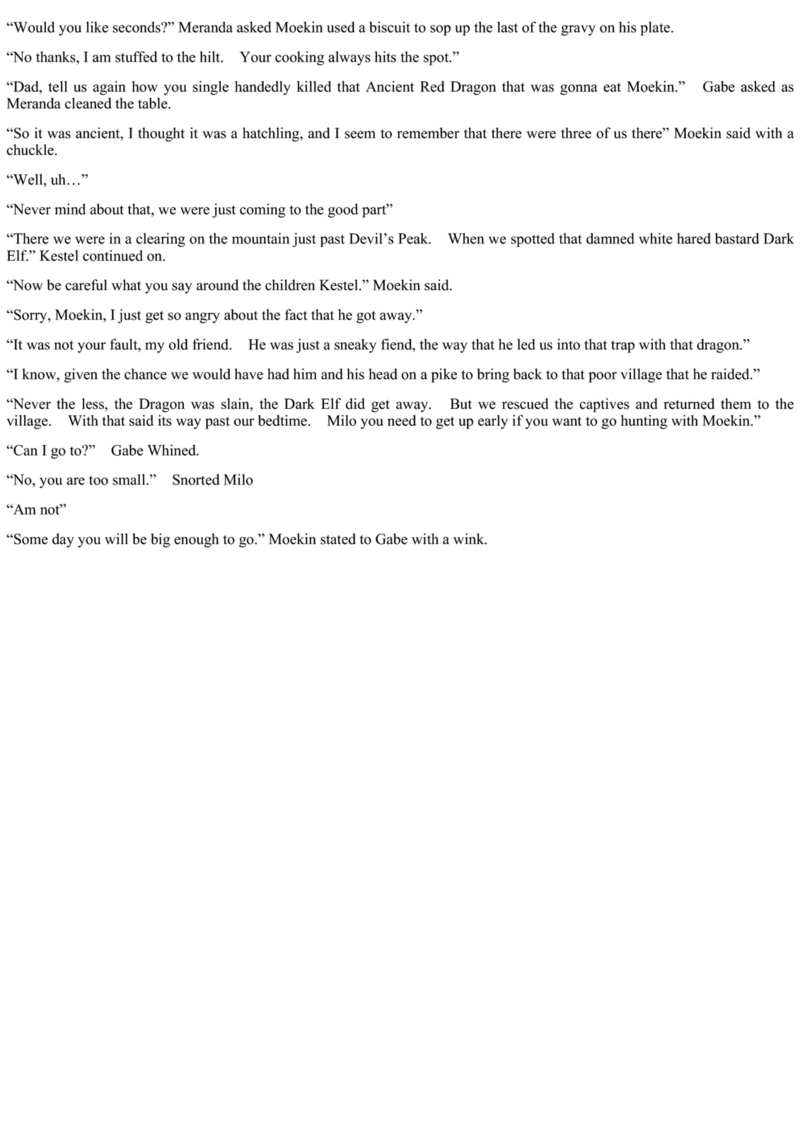 “Would you like seconds?” Meranda asked Moekin used a biscuit to sop up the last of the gravy on his plate.
“No thanks, I am stuffed to the hilt. Your cooking always hits the spot.”
“Dad, tell us again how you single handedly killed that Ancient Red Dragon that was gonna eat Moekin.” Gabe asked as
Meranda cleaned the table.
“So it was ancient, I thought it was a hatchling, and I seem to remember that there were three of us there” Moekin said with a
chuckle.
“Well, uh…”
“Never mind about that, we were just coming to the good part”
“There we were in a clearing on the mountain just past Devil’s Peak. When we spotted that damned white hared bastard Dark
Elf.” Kestel continued on.
“Now be careful what you say around the children Kestel.” Moekin said.
“Sorry, Moekin, I just get so angry about the fact that he got away.”
“It was not your fault, my old friend. He was just a sneaky fiend, the way that he led us into that trap with that dragon.”
“I know, given the chance we would have had him and his head on a pike to bring back to that poor village that he raided.”
“Never the less, the Dragon was slain, the Dark Elf did get away. But we rescued the captives and returned them to the
village. With that said its way past our bedtime. Milo you need to get up early if you want to go hunting with Moekin.”
“Can I go to?” Gabe Whined.
“No, you are too small.” Snorted Milo
“Am not”
“Some day you will be big enough to go.” Moekin stated to Gabe with a wink.